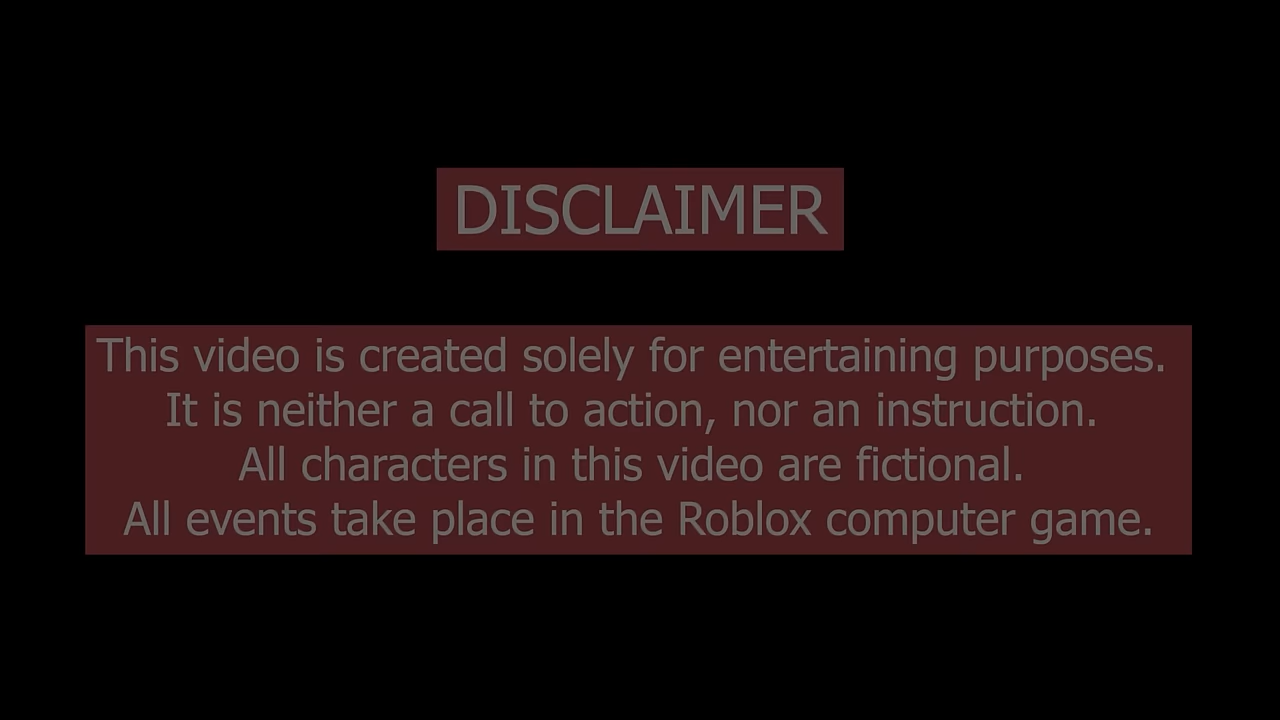 DISCLAIMER
This video is created solely for entertaining purposes.
It is neither a call to action, nor an instruction.
All characters in this video are fictional.
All events take place in the Roblox computer game.